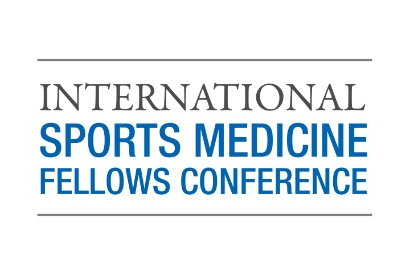 INTERNATIONAL
SPORTS MEDICINE
FELLOWS CONFERENCE